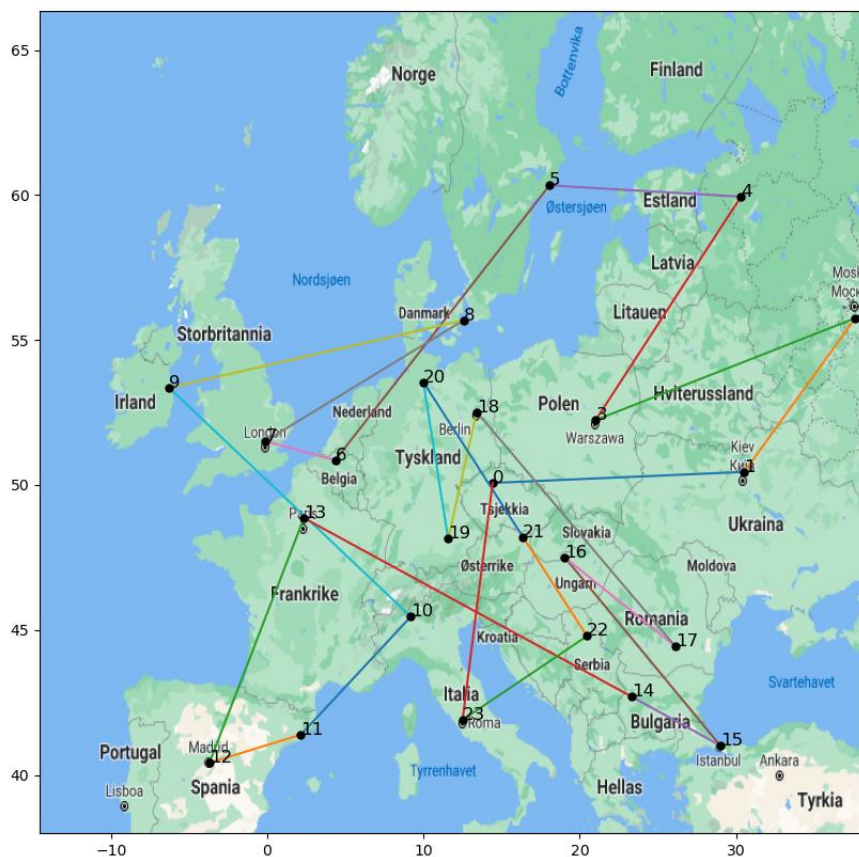 65
60
55
50
45
40
−10
0
10
20
30
Norge
Bottenvika
Finland
5
4
Estland
Østersjøen
Latvia
Nordsjøen
Danmark
8
Litauen
Storbritannia
9
Irland
20
18
Polen
3
Hviterussland
Nederland
London
7
Berlin
Warszawa
6
Tyskland
Kiev
Київ
1
Belgia
0
Tsjekkia
13
Paris
19
21
Slovakia
Ukraina
16
Østerrike
Ungarn
Moldova
Frankrike
10
Romania
22
17
Kroatia
Serbia
Italia
14
Svartehavet
23
Roma
Bulgaria
11
15
Portugal
Madrid
12
Istanbul
Ankara
Tyrrenhavet
Spania
Hellas
Lisboa
Tyrkia